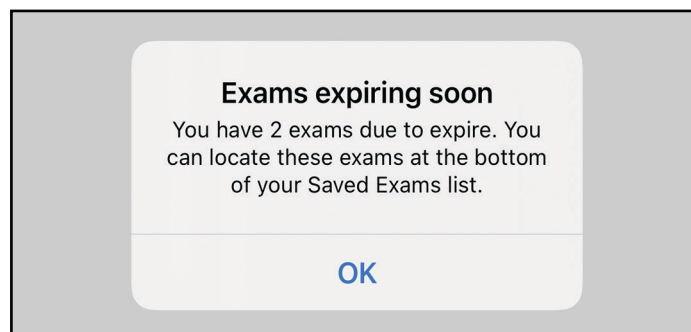 Exams expiring soon
You have 2 exams due to expire. You
can locate these exams at the bottom
of your Saved Exams list.
OK